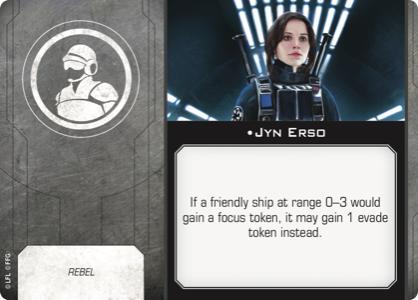 •Jyn Erso
If a friendly ship at range 0–3 would
gain a focus token, it may gain 1 evade
token instead.
REBEL
©LFL ©FFG